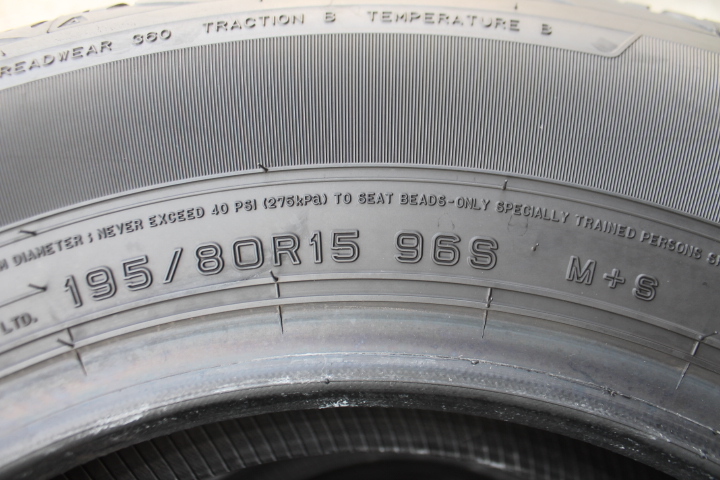 READWEAR 360 TRACTION B TEMPERATURE B
DIAMETER ; NEVER EXCEED 40 PSI (275kPa) TO SEAT BEADS-ONLY SPECIALLY TRAINED PERSONS
195/80R15 96S M+S
LTD.